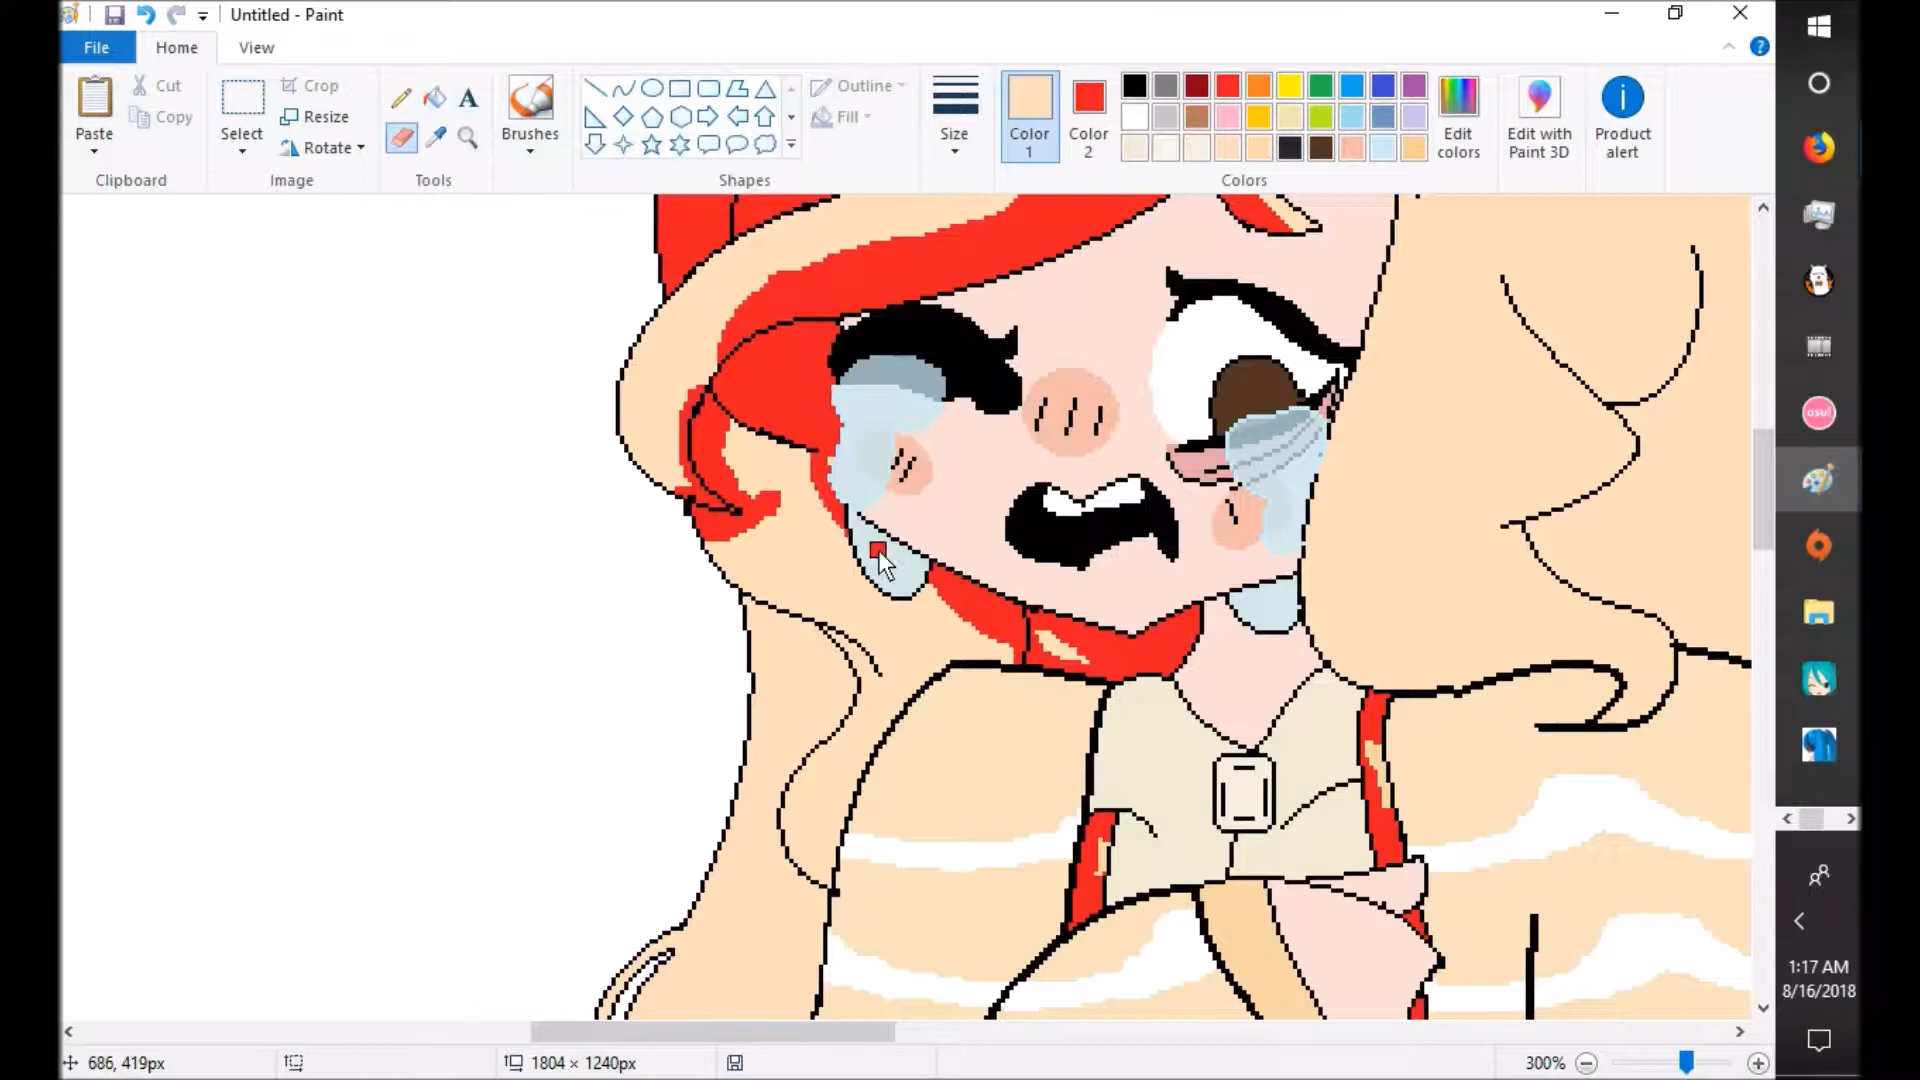 Untitled - Paint
File Home View
Paste
Cut
Copy
Clipboard
Select
Crop
Resize
Rotate
Image
A
Tools
Brushes
Shapes
Outline
Fill
Size
Color 1
Color 2
Colors
Edit colors
Edit with Paint 3D
Product alert
osu!
1:17 AM
8/16/2018
686, 419px
1804 × 1240px
300%